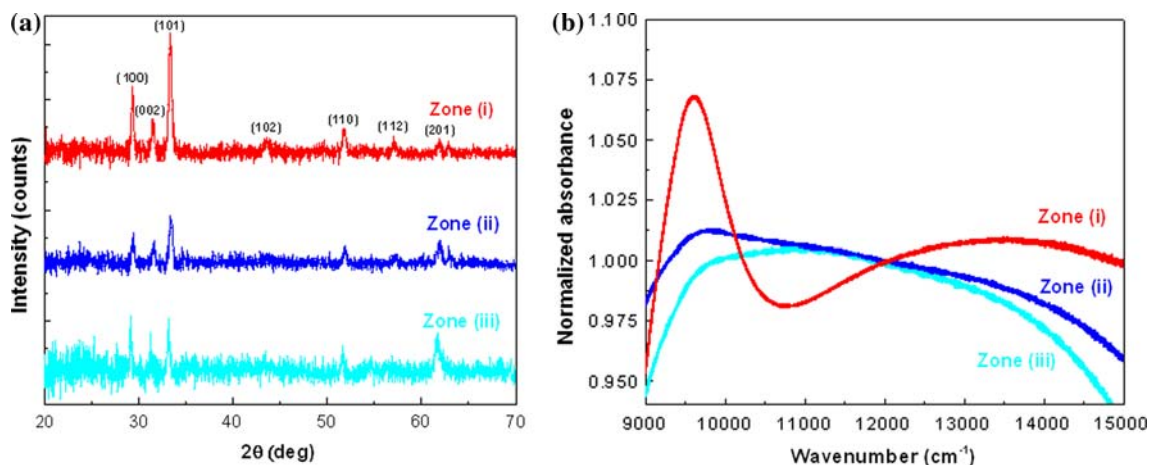 (a)
Intensity (counts)
(100)
(002)
(101)
(102)
(110)
(112)
(201)
Zone (i)
Zone (ii)
Zone (iii)
20 30 40 50 60 70
2θ (deg)
(b)
Normalized absorbance
1.100
1.075
1.050
1.025
1.000
0.975
0.950
Zone (i)
Zone (ii)
Zone (iii)
9000 10000 11000 12000 13000 14000 15000
Wavenumber (cm⁻¹)